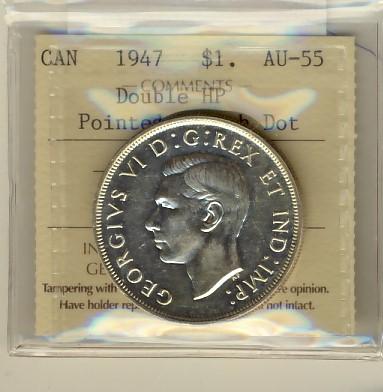 CAN 1947 $1. AU-55
COMMENTS
Double HP
Pointed Dot
GEORGIVS VI D:G:REX ET IND:IMP:
IN
GE
Tampering with opinion.
Have holder not intact.